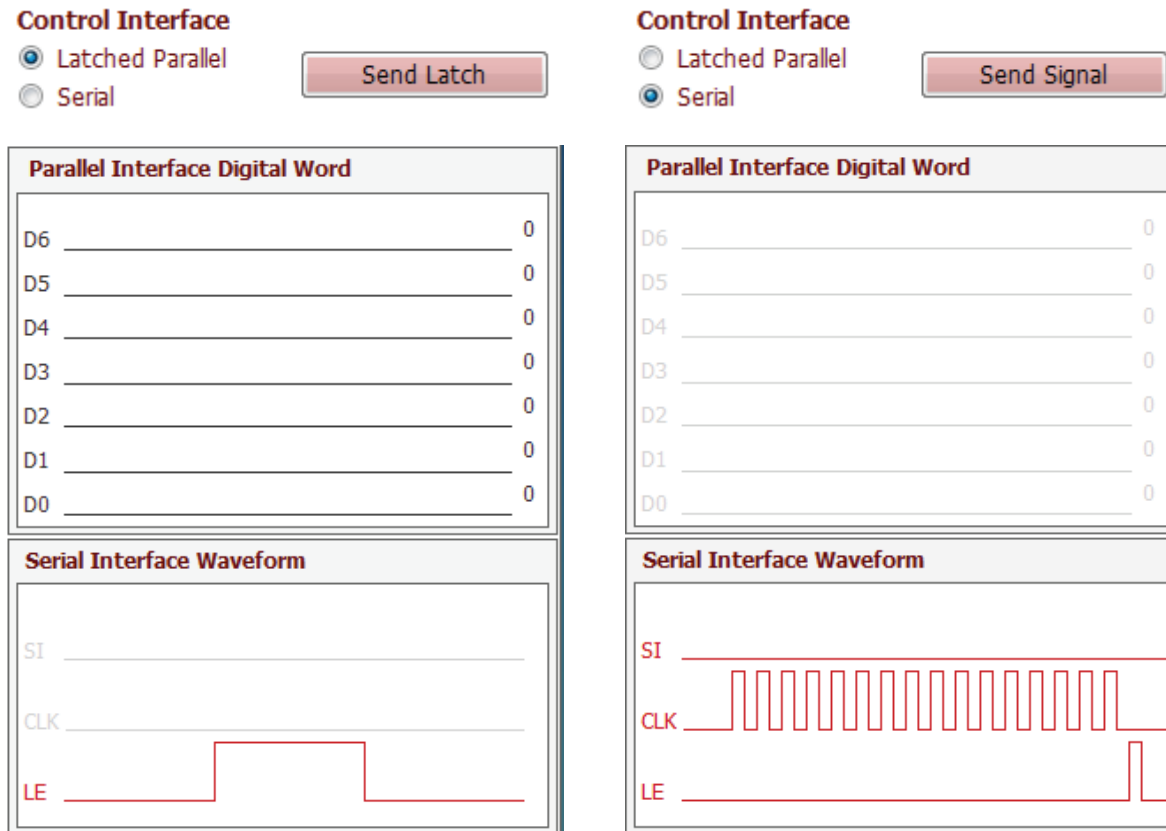 Control Interface
Latched Parallel
Send Latch
Serial
Parallel Interface Digital Word
D6 0
D5 0
D4 0
D3 0
D2 0
D1 0
D0 0
Serial Interface Waveform
SI
CLK
LE
Control Interface
Latched Parallel
Send Signal
Serial
Parallel Interface Digital Word
D6 0
D5 0
D4 0
D3 0
D2 0
D1 0
D0 0
Serial Interface Waveform
SI
CLK
LE